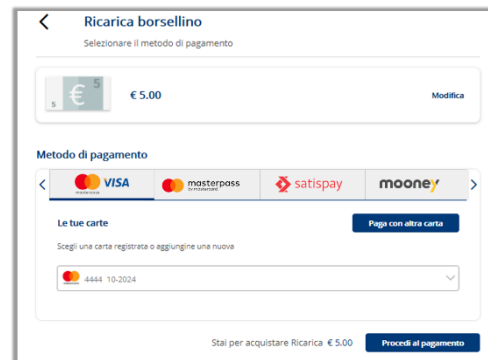 Ricarica borsellino
Selezionare il metodo di pagamento
5 € 5 € 5.00 Modifica
Metodo di pagamento
VISA masterpass satispay mooney
Le tue carte Paga con altra carta
Scegli una carta registrata o aggiungine una nuova
4444 10-2024
Stai per acquistare Ricarica € 5.00 Procedi al pagamento